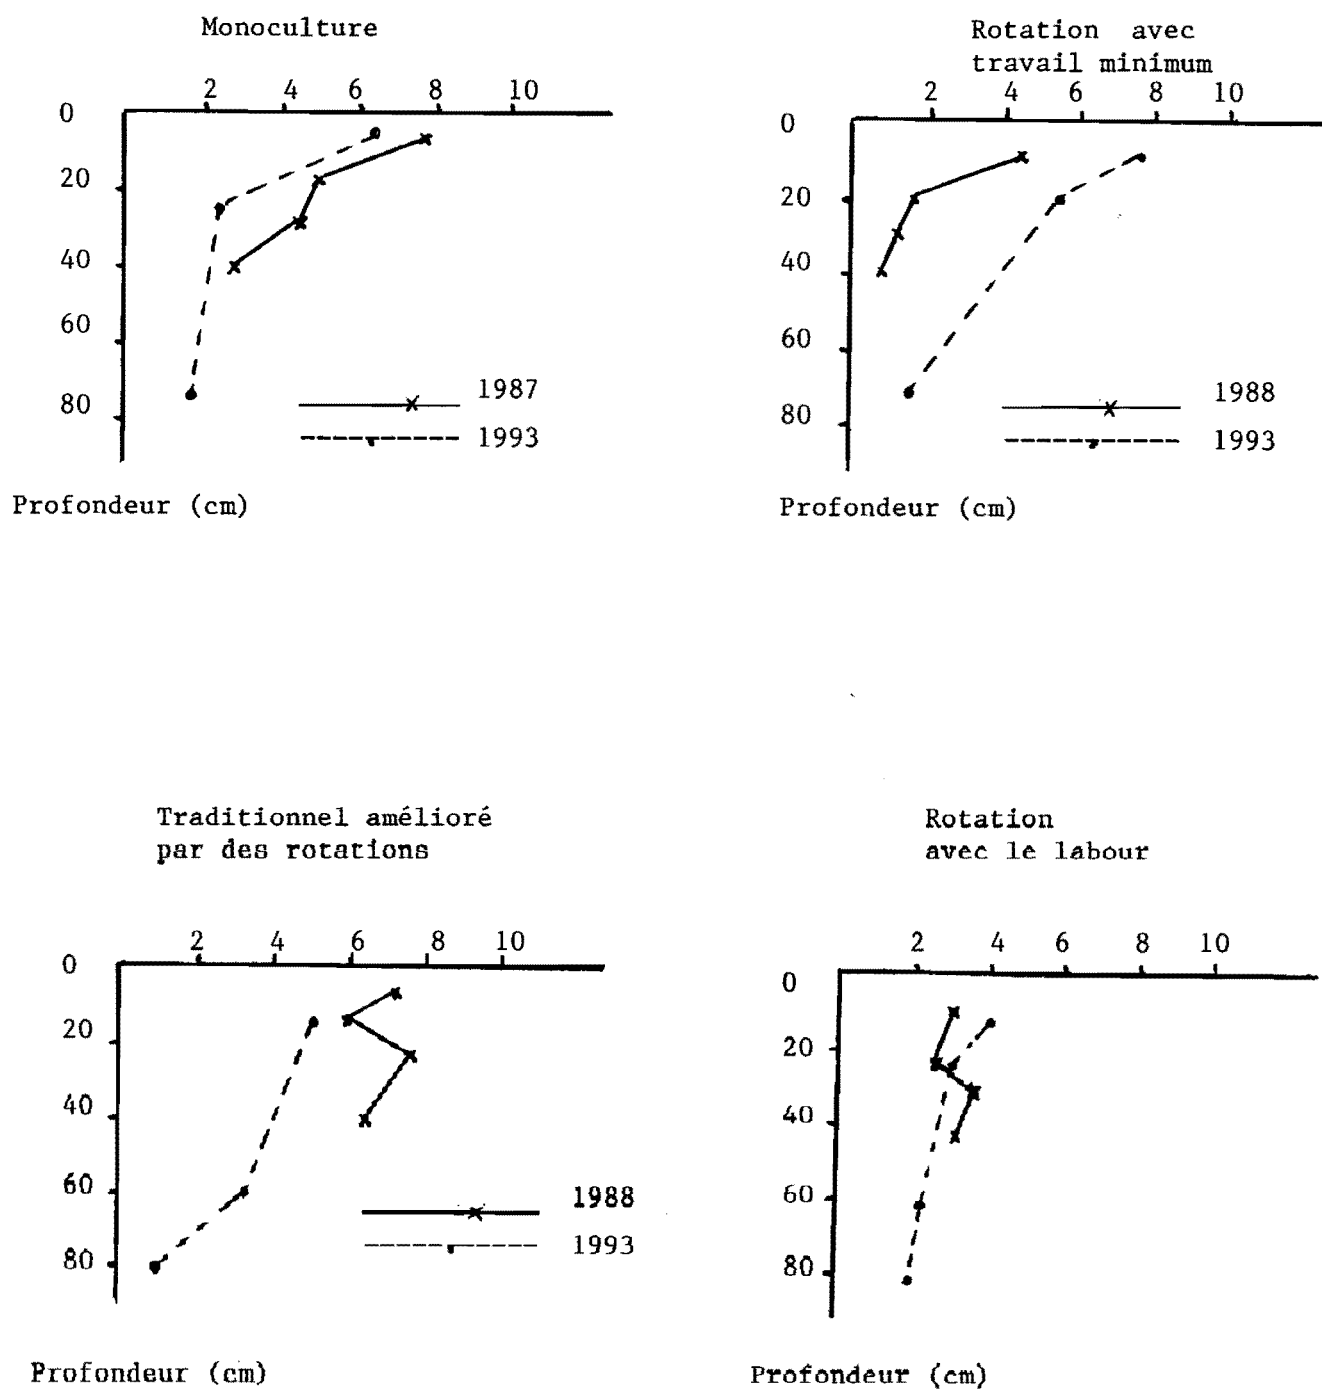 Monoculture
2 4 6 8 10
0
20
40
60
80
1987
1993
Profondeur (cm)
Rotation avec
travail minimum
2 4 6 8 10
0
20
40
60
80
1988
1993
Profondeur (cm)
Traditionnel amélioré
par des rotations
2 4 6 8 10
0
20
40
60
80
1988
1993
Profondeur (cm)
Rotation
avec le labour
2 4 6 8 10
0
20
40
60
80
Profondeur (cm)